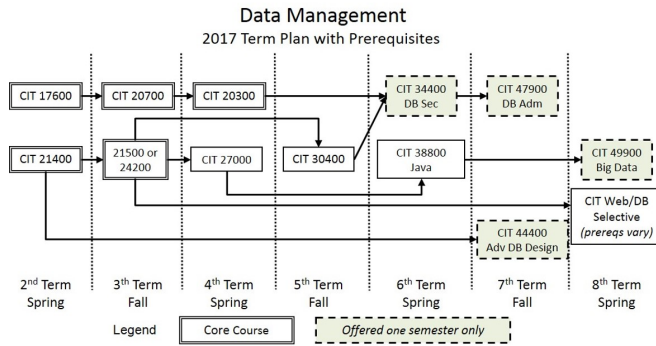 Data Management
2017 Term Plan with Prerequisites
CIT 17600
CIT 20700
CIT 20300
CIT 34400
DB Sec
CIT 47900
DB Adm
CIT 21400
21500 or
24200
CIT 27000
CIT 30400
CIT 38800
Java
CIT 49900
Big Data
CIT Web/DB
Selective
(prereqs vary)
CIT 44400
Adv DB Design
2nd Term
Spring
3th Term
Fall
4th Term
Spring
5th Term
Fall
6th Term
Spring
7th Term
Fall
8th Term
Spring
Legend
Core Course
Offered one semester only